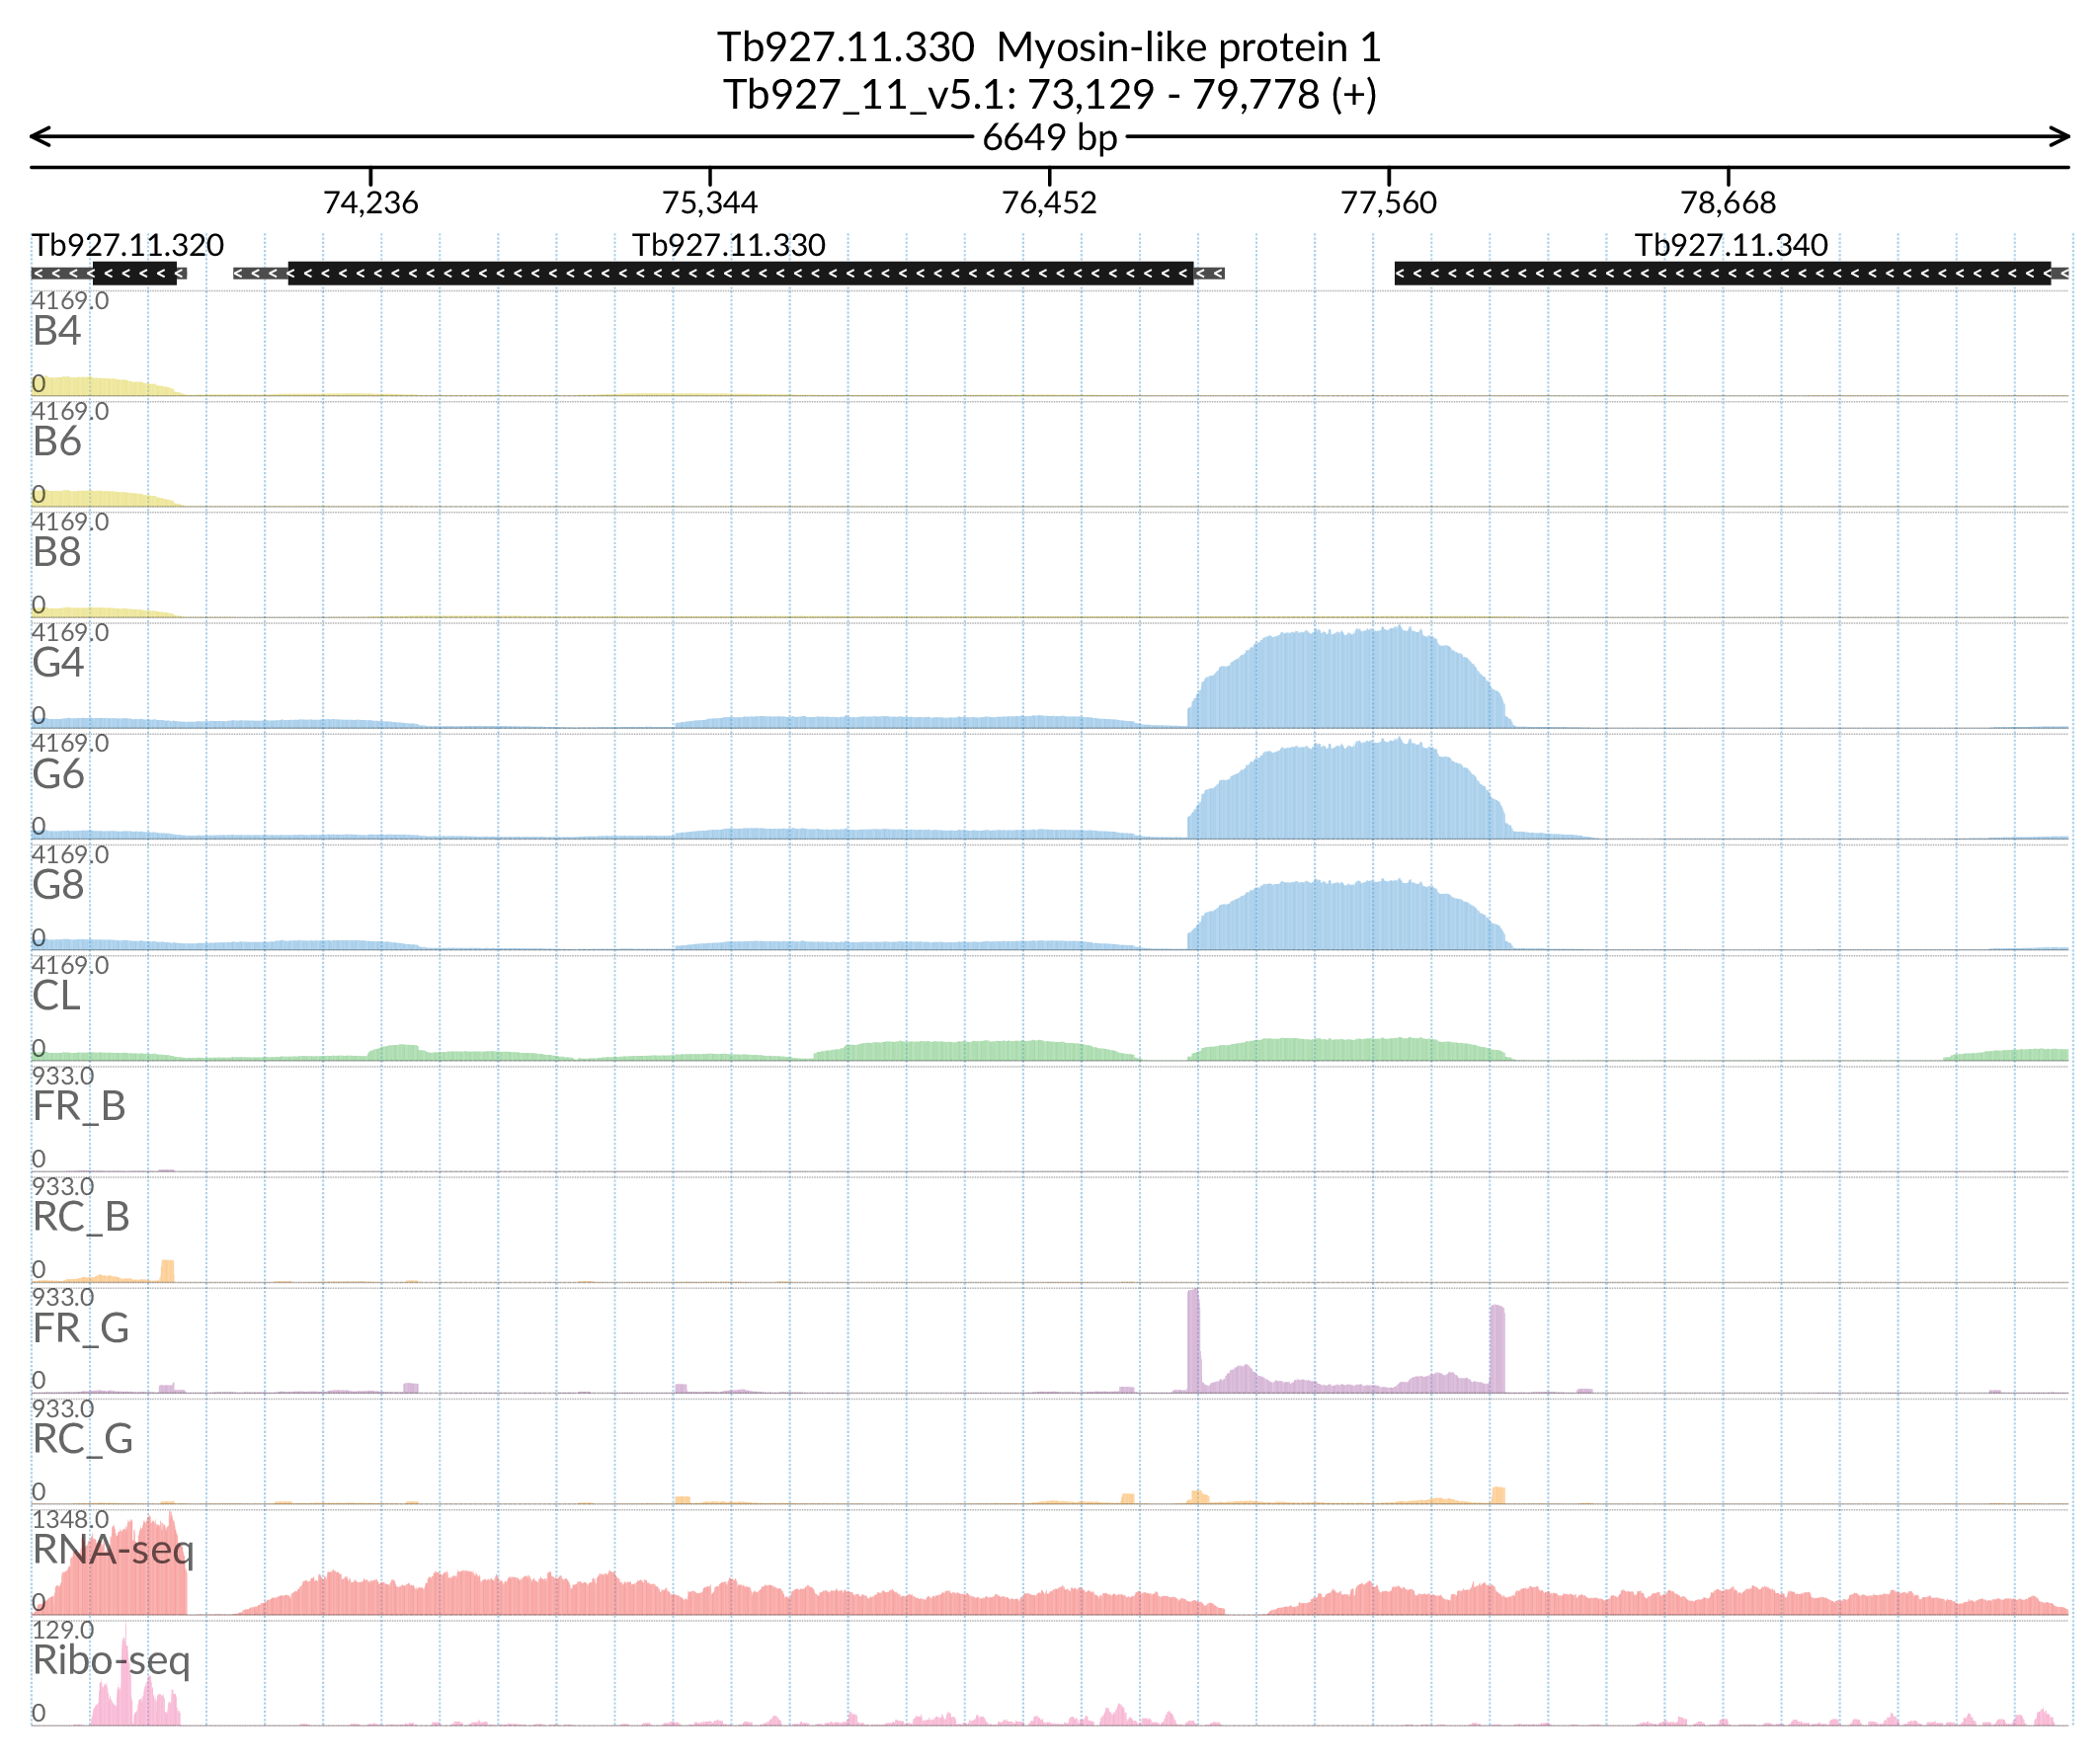 Tb927.11.330 Myosin-like protein 1
Tb927_11_v5.1: 73,129 - 79,778 (+)
6649 bp
74,236 75,344 76,452 77,560 78,668
Tb927.11.320 Tb927.11.330 Tb927.11.340
4169.0
B4
0
4169.0
B6
0
4169.0
B8
0
4169.0
G4
0
4169.0
G6
0
4169.0
G8
0
4169.0
CL
0
933.0
FR_B
0
933.0
RC_B
0
933.0
FR_G
0
933.0
RC_G
0
1348.0
RNA-seq
0
129.0
Ribo-seq
0